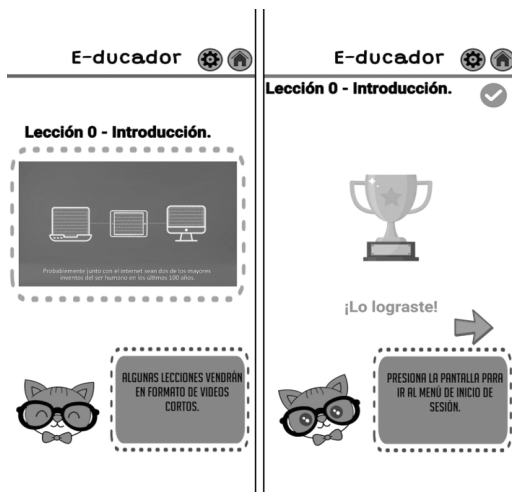 E-ducador
Lección 0 - Introducción.
Probablemente junto con el internet sean dos de los mayores
inventos del ser humano en los últimos 100 años.
ALGUNAS LECCIONES VENDRÁN
EN FORMATO DE VIDEOS
CORTOS.
E-ducador
Lección 0 - Introducción.
¡Lo lograste!
PRESIONA LA PANTALLA PARA
IR AL MENÚ DE INICIO DE
SESIÓN.